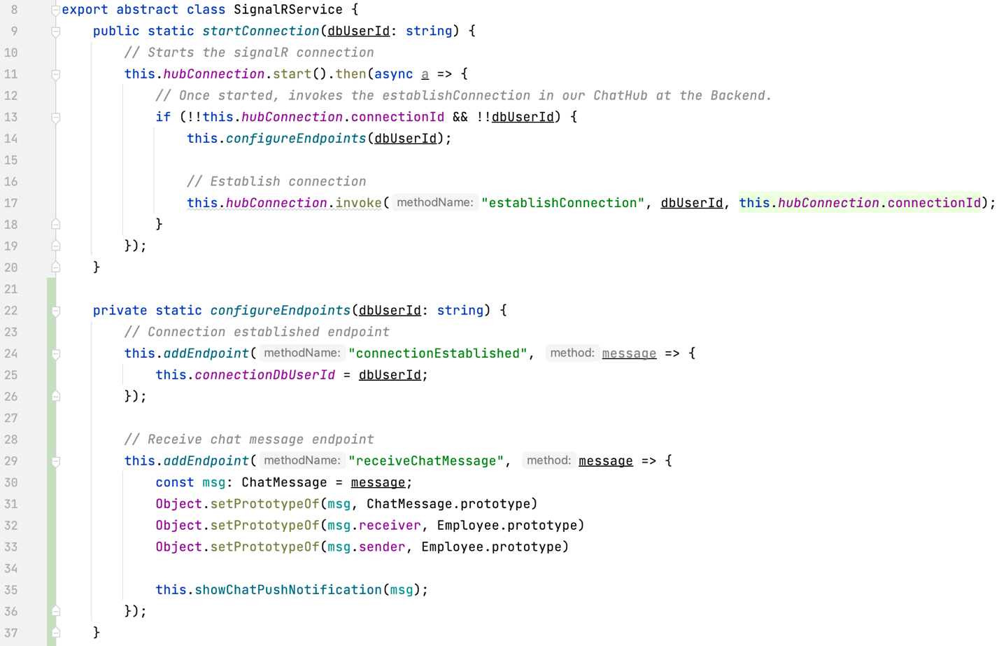 8 export abstract class SignalRService {
9 public static startConnection(dbUserId: string) {
10 // Starts the signalR connection
11 this.hubConnection.start().then(async a => {
12 // Once started, invokes the establishConnection in our ChatHub at the Backend.
13 if (!!this.hubConnection.connectionId && !!dbUserId) {
14 this.configureEndpoints(dbUserId);
15
16 // Establish connection
17 this.hubConnection.invoke( methodName: "establishConnection", dbUserId, this.hubConnection.connectionId);
18 }
19 });
20 }
21
22 private static configureEndpoints(dbUserId: string) {
23 // Connection established endpoint
24 this.addEndpoint( methodName: "connectionEstablished", method: message => {
25 this.connectionDbUserId = dbUserId;
26 });
27
28 // Receive chat message endpoint
29 this.addEndpoint( methodName: "receiveChatMessage", method: message => {
30 const msg: ChatMessage = message;
31 Object.setPrototypeOf(msg, ChatMessage.prototype)
32 Object.setPrototypeOf(msg.receiver, Employee.prototype)
33 Object.setPrototypeOf(msg.sender, Employee.prototype)
34
35 this.showChatPushNotification(msg);
36 });
37 }